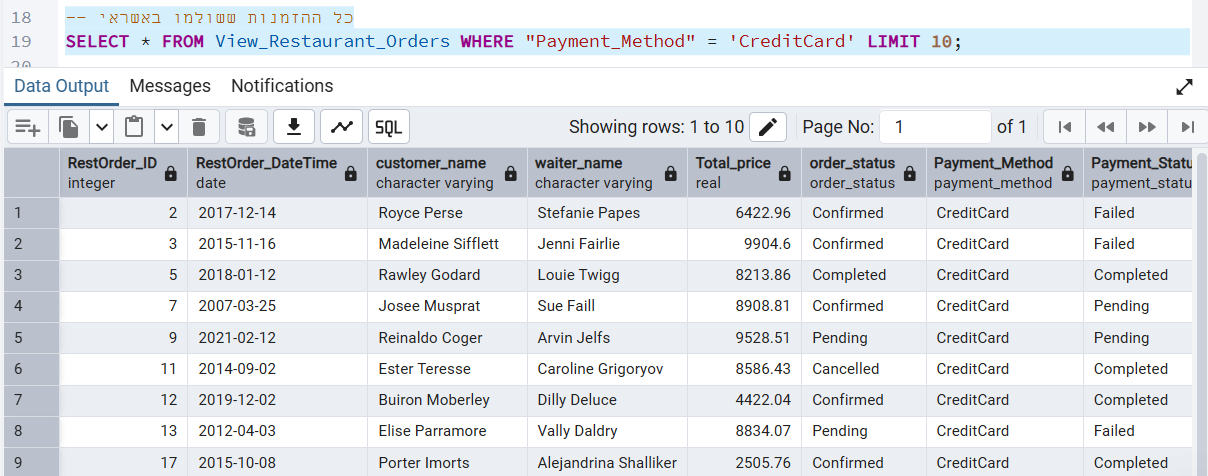 18 -- כל ההזמנות ששולמו באשראי
19 SELECT * FROM View_Restaurant_Orders WHERE "Payment_Method" = 'CreditCard' LIMIT 10;
20
Data Output Messages Notifications
SQL Showing rows: 1 to 10 Page No: 1 of 1
RestOrder_ID RestOrder_DateTime customer_name waiter_name Total_price order_status Payment_Method Payment_Statu
integer date character varying character varying real order_status payment_method payment_statu
1 2 2017-12-14 Royce Perse Stefanie Papes 6422.96 Confirmed CreditCard Failed
2 3 2015-11-16 Madeleine Sifflett Jenni Fairlie 9904.6 Confirmed CreditCard Failed
3 5 2018-01-12 Rawley Godard Louie Twigg 8213.86 Completed CreditCard Completed
4 7 2007-03-25 Josee Musprat Sue Faill 8908.81 Confirmed CreditCard Pending
5 9 2021-02-12 Reinaldo Coger Arvin Jelfs 9528.51 Pending CreditCard Pending
6 11 2014-09-02 Ester Teresse Caroline Grigoryov 8586.43 Cancelled CreditCard Completed
7 12 2019-12-02 Buiron Moberley Dilly Deluce 4422.04 Confirmed CreditCard Completed
8 13 2012-04-03 Elise Parramore Vally Daldry 8834.07 Pending CreditCard Failed
9 17 2015-10-08 Porter Imorts Alejandrina Shalliker 2505.76 Confirmed CreditCard Completed